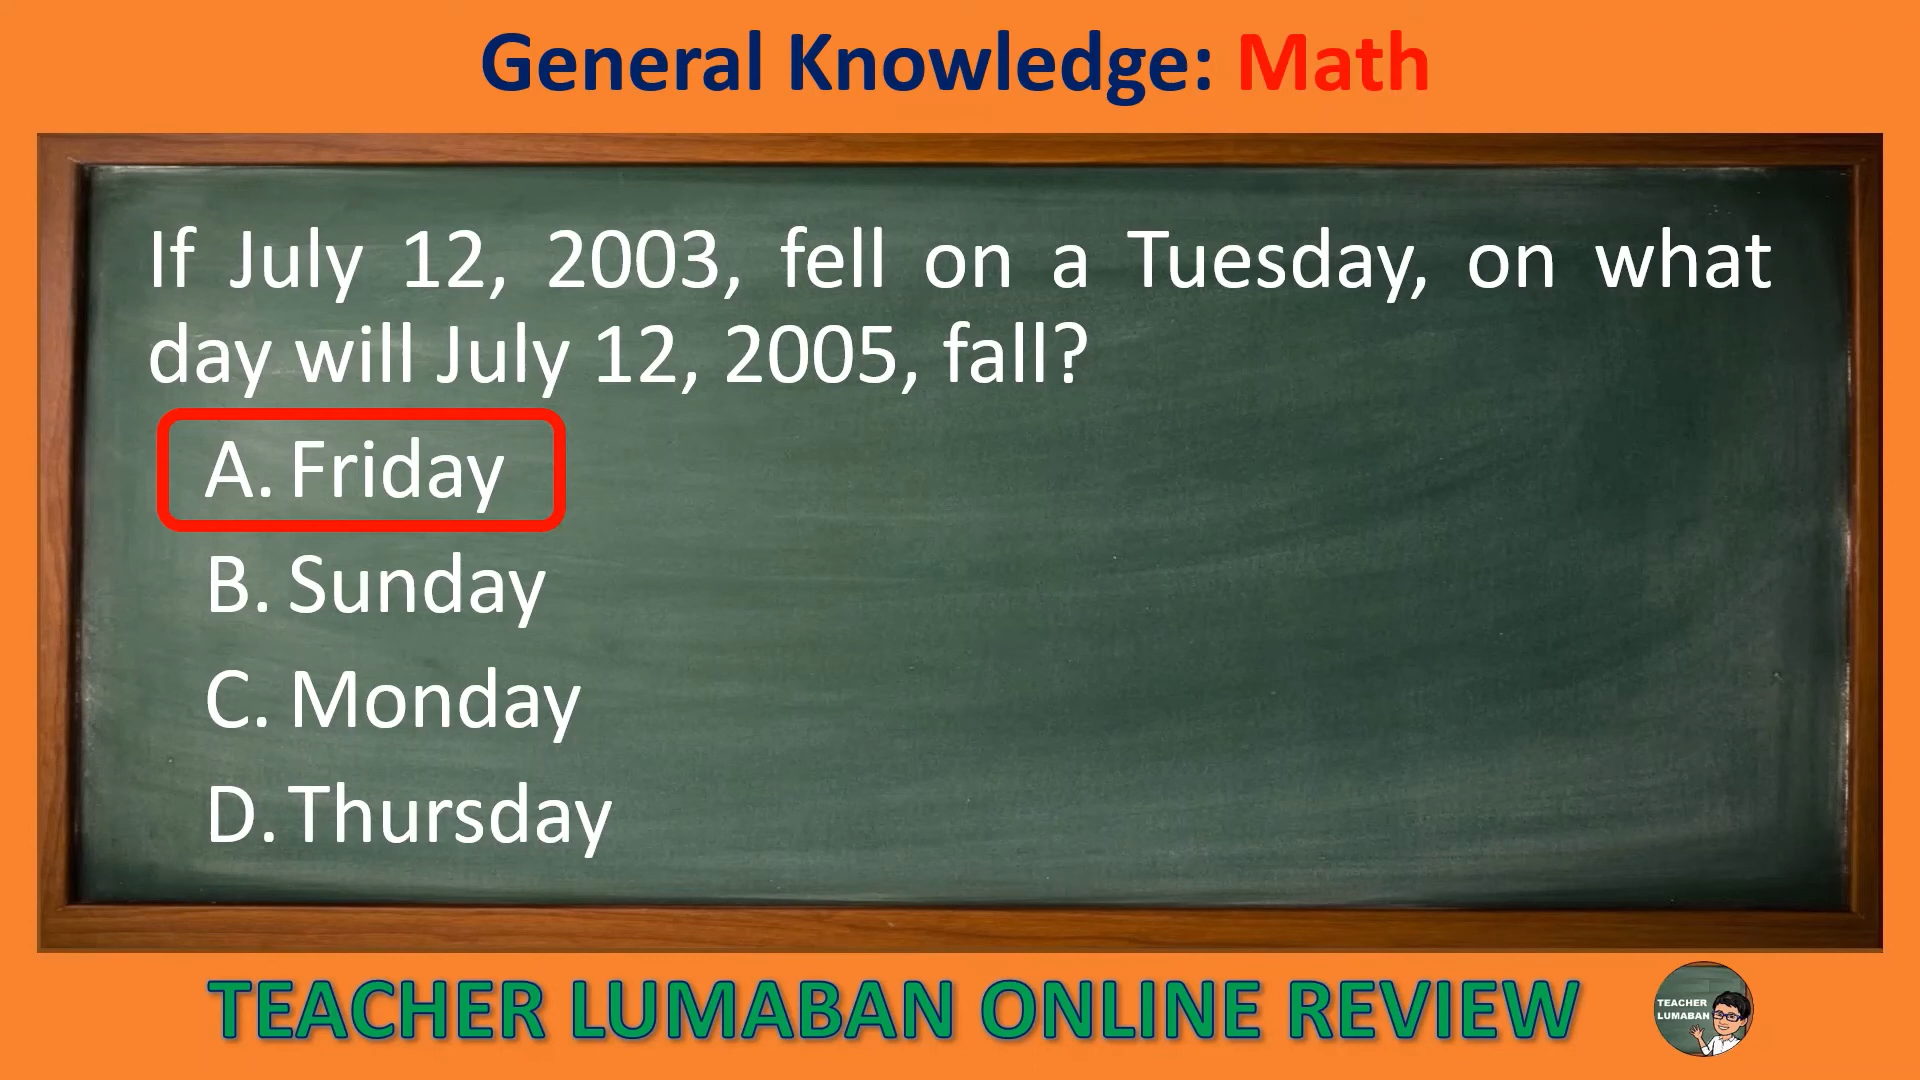 General Knowledge: Math
If July 12, 2003, fell on a Tuesday, on what
day will July 12, 2005, fall?
A. Friday
B. Sunday
C. Monday
D. Thursday
TEACHER LUMABAN ONLINE REVIEW
TEACHER
LUMABAN